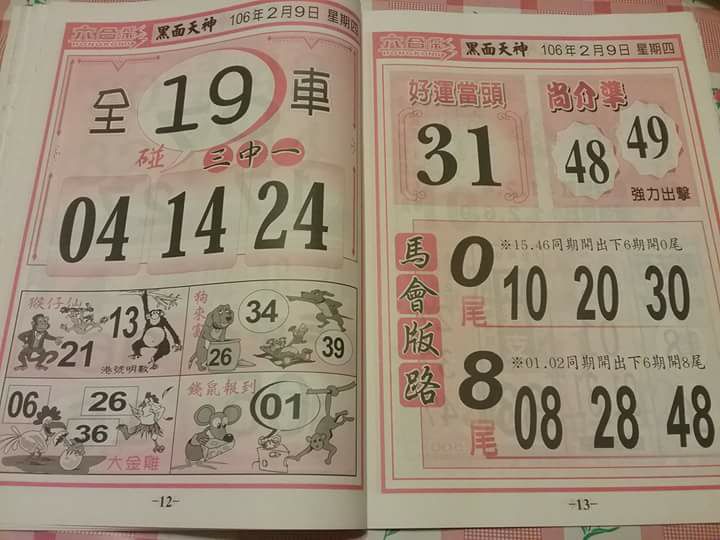 六合彩 黑面天神 106年2月9日 星期四
HONGKONG
全 19 車
碰 三中一
04 14 24
猴仔仙
13
21
港號明數
狗來富
34
26
39
06
26
36
大金雞
錢鼠報到
01
-12-
六合彩 黑面天神 106年2月9日 星期四
HONGKONG
好運當頭
31
尚介準
48 49
強力出擊
馬會版路
0尾
※15.46同期開出下6期開0尾
10 20 30
8尾
※01.02同期開出下6期開8尾
08 28 48
-13-